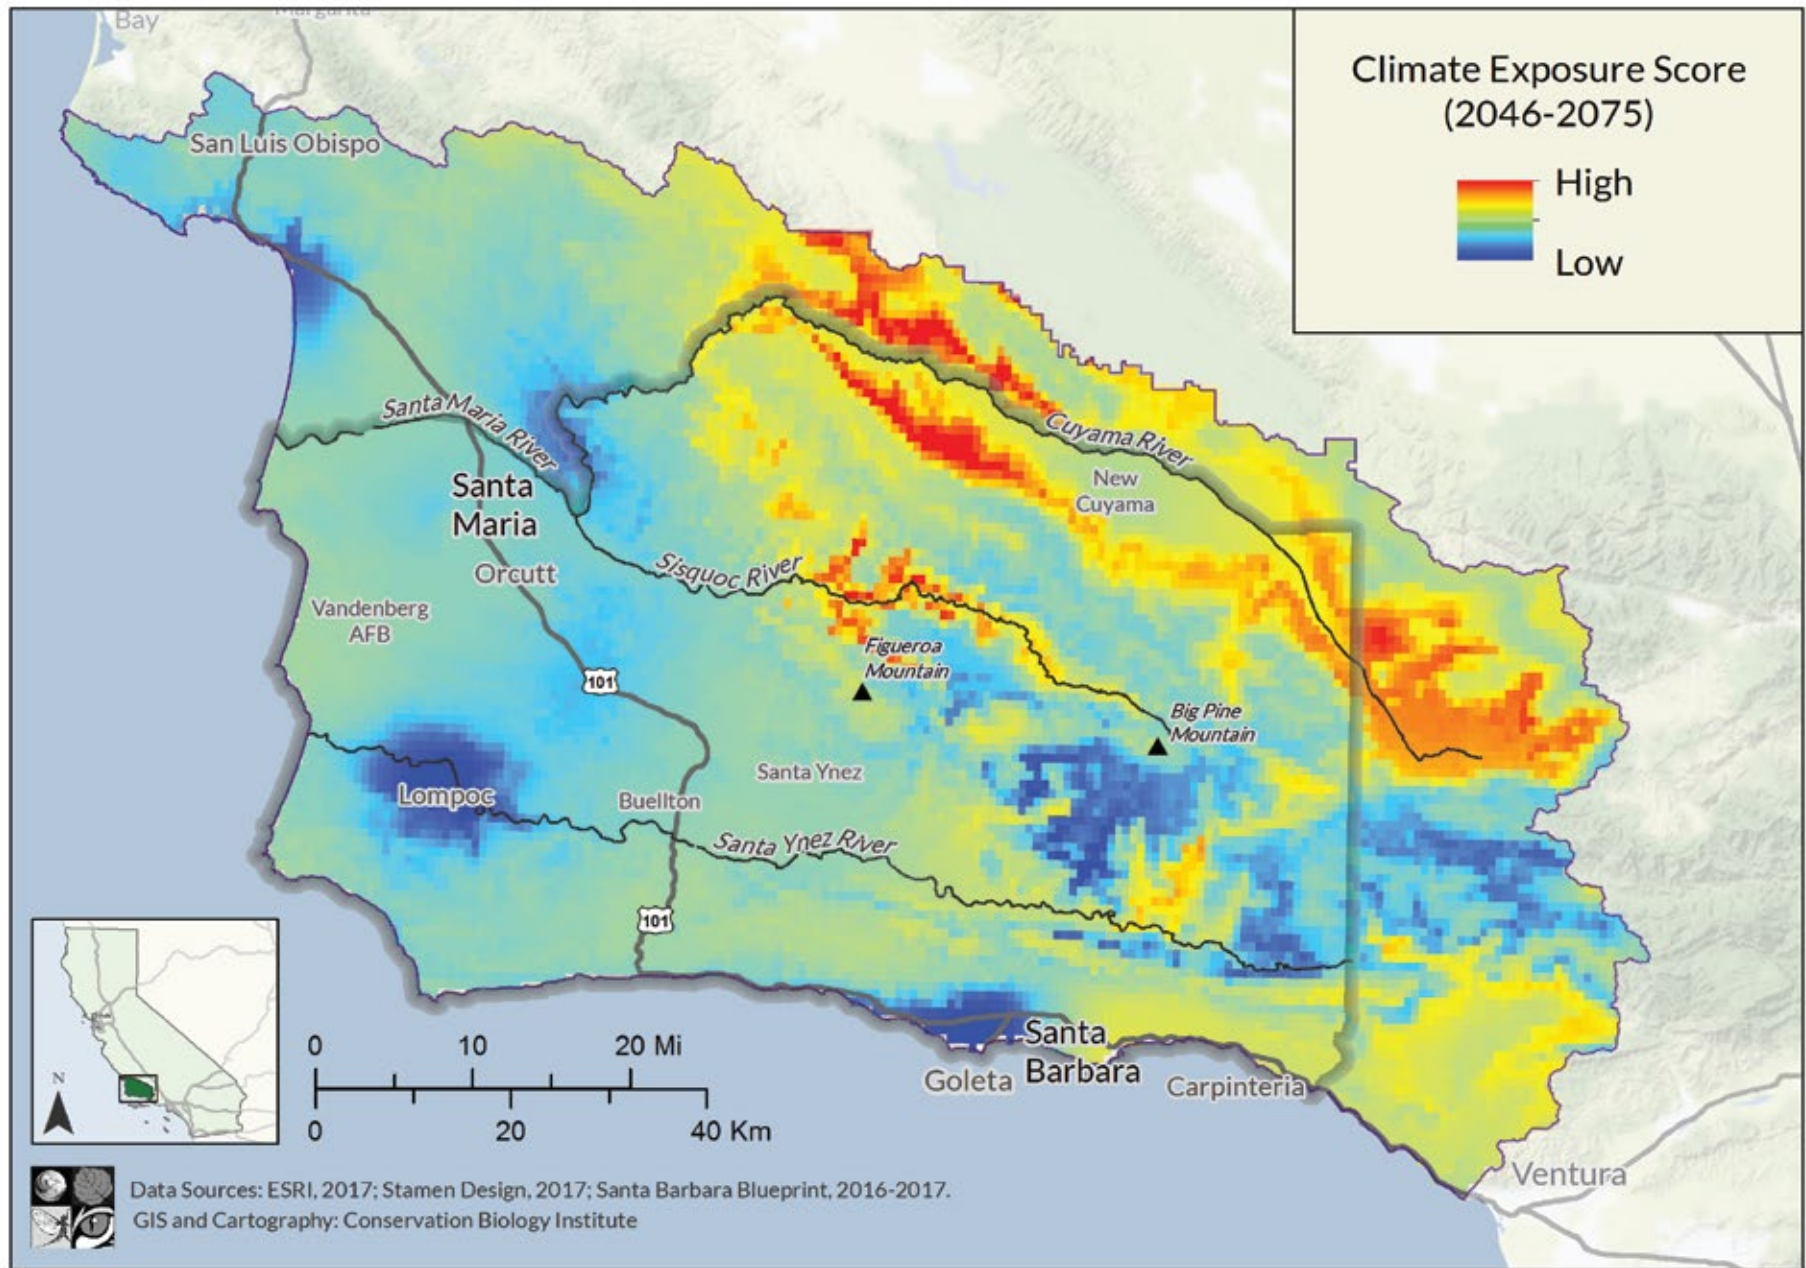 Bay
Margarita
Climate Exposure Score
(2046-2075)
High
Low
San Luis Obispo
Santa Maria River
Cuyama River
New
Cuyama
Santa
Maria
Orcutt
Sisquoc River
Vandenberg
AFB
Figueroa
Mountain
101
Big Pine
Mountain
Santa Ynez
Lompoc
Buellton
Santa Ynez River
101
Santa
Barbara
Goleta
Carpinteria
Ventura
0 10 20 Mi
0 20 40 Km
N
Data Sources: ESRI, 2017; Stamen Design, 2017; Santa Barbara Blueprint, 2016-2017.
GIS and Cartography: Conservation Biology Institute